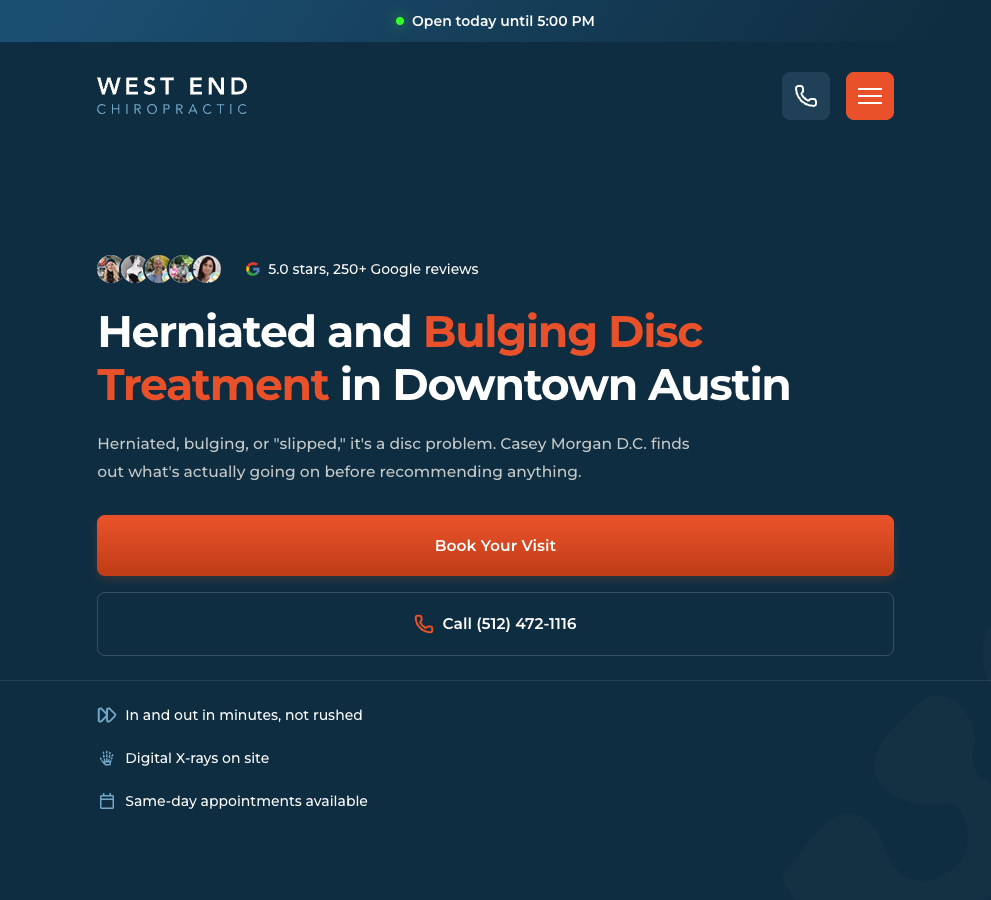 Open today until 5:00 PM
WEST END
CHIROPRACTIC
5.0 stars, 250+ Google reviews
Herniated and Bulging Disc
Treatment in Downtown Austin
Herniated, bulging, or "slipped," it's a disc problem. Casey Morgan D.C. finds
out what's actually going on before recommending anything.
Book Your Visit
Call (512) 472-1116
In and out in minutes, not rushed
Digital X-rays on site
Same-day appointments available